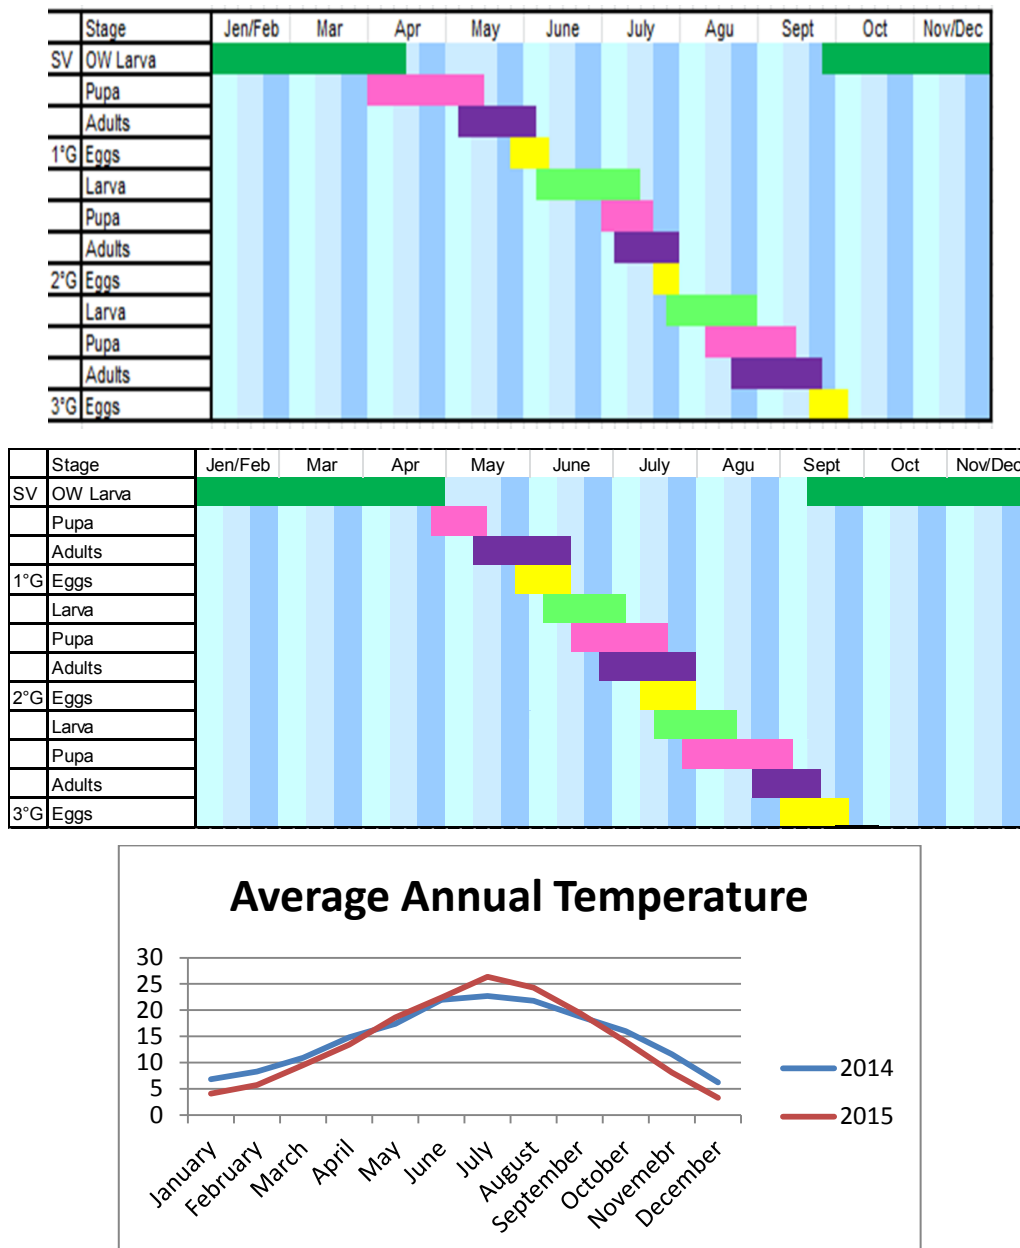 Stage Jen/Feb Mar Apr May June July Agu Sept Oct Nov/Dec
SV OW Larva
Pupa
Adults
1°G Eggs
Larva
Pupa
Adults
2°G Eggs
Larva
Pupa
Adults
3°G Eggs
Stage Jen/Feb Mar Apr May June July Agu Sept Oct Nov/Dec
SV OW Larva
Pupa
Adults
1°G Eggs
Larva
Pupa
Adults
2°G Eggs
Larva
Pupa
Adults
3°G Eggs
Average Annual Temperature
30
25
20
15
10
5
0
January
February
March
April
May
June
July
August
September
October
Novemebr
December
2014
2015